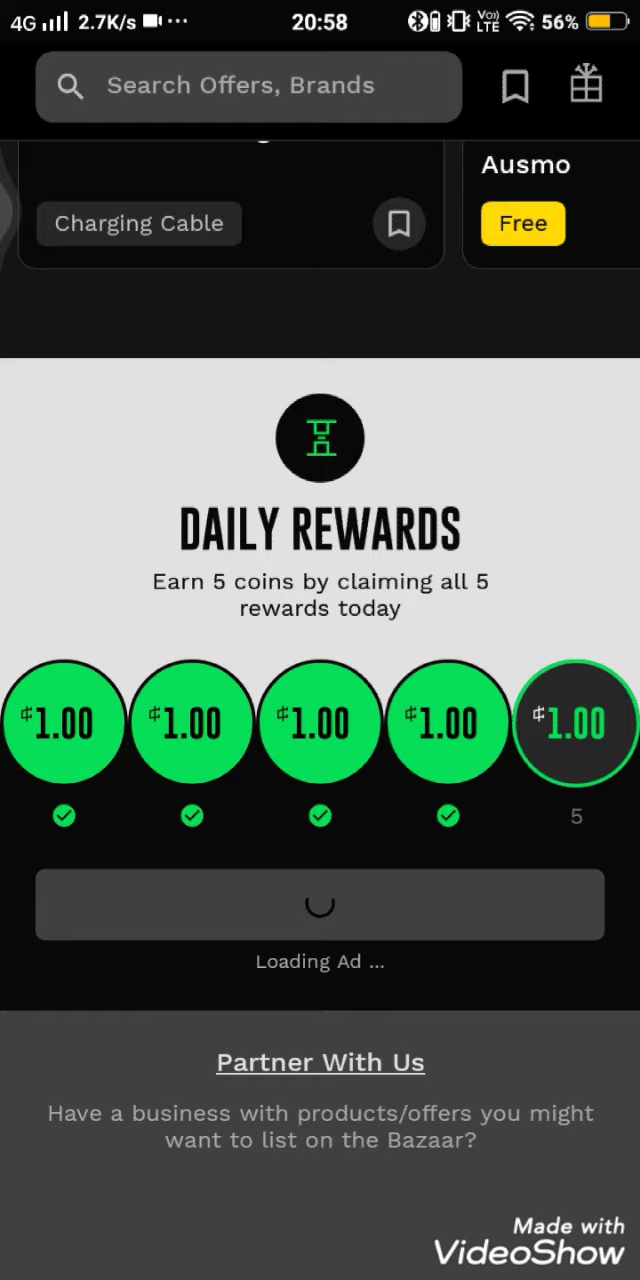 4G 2.7K/s ··· 20:58 Vo)) LTE 56%
Search Offers, Brands
Ausmo
Charging Cable
Free
DAILY REWARDS
Earn 5 coins by claiming all 5
rewards today
¢1.00 ¢1.00 ¢1.00 ¢1.00 ¢1.00
5
Loading Ad ...
Partner With Us
Have a business with products/offers you might
want to list on the Bazaar?
Made with
VideoShow